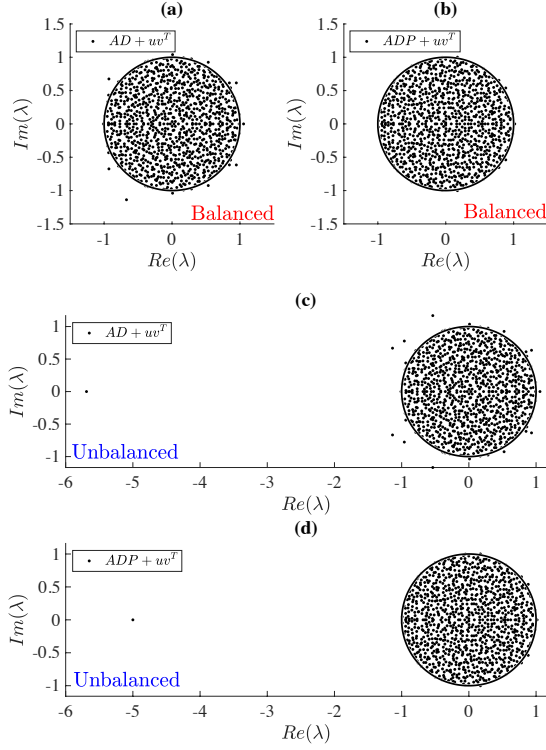 (a)
1.5
1
0.5
0
-0.5
-1
-1.5
Im(λ)
AD + uv^T
Balanced
-1 0 1
Re(λ)
(b)
1.5
1
0.5
0
-0.5
-1
-1.5
Im(λ)
ADP + uv^T
Balanced
-1 0 1
Re(λ)
(c)
1
0.5
0
-0.5
-1
Im(λ)
AD + uv^T
Unbalanced
-6 -5 -4 -3 -2 -1 0 1
Re(λ)
(d)
1
0.5
0
-0.5
-1
Im(λ)
ADP + uv^T
Unbalanced
-6 -5 -4 -3 -2 -1 0 1
Re(λ)